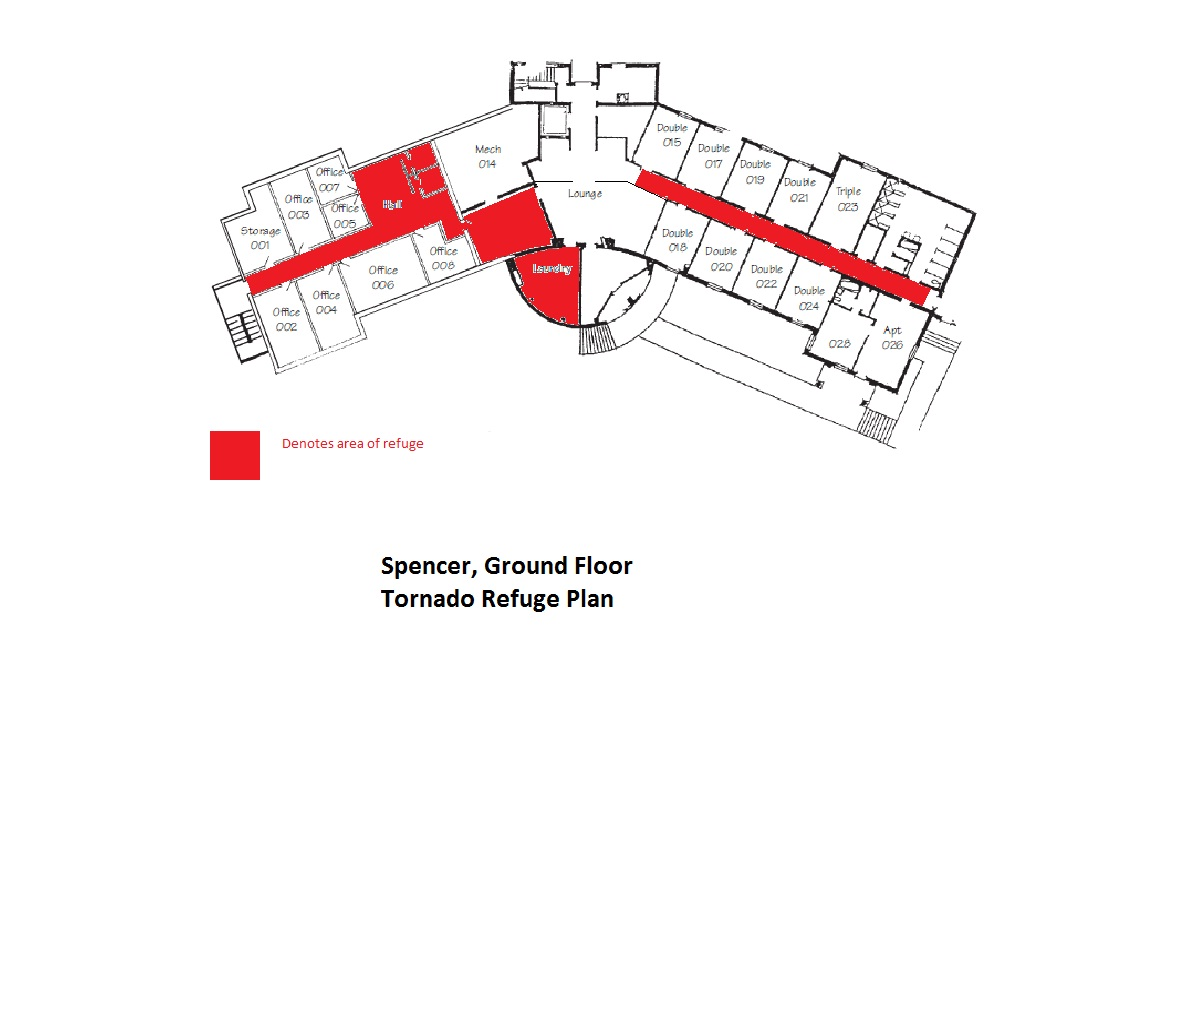 Double
015
Double
017
Double
019
Double
021
Triple
023
Mech
014
Office
007
Office
003
Office
005
Storage
001
Hall
Lounge
Double
018
Double
020
Double
022
Double
024
028
Apt
026
Office
008
Office
006
Office
004
Office
002
Laundry
Denotes area of refuge
Spencer, Ground Floor
Tornado Refuge Plan